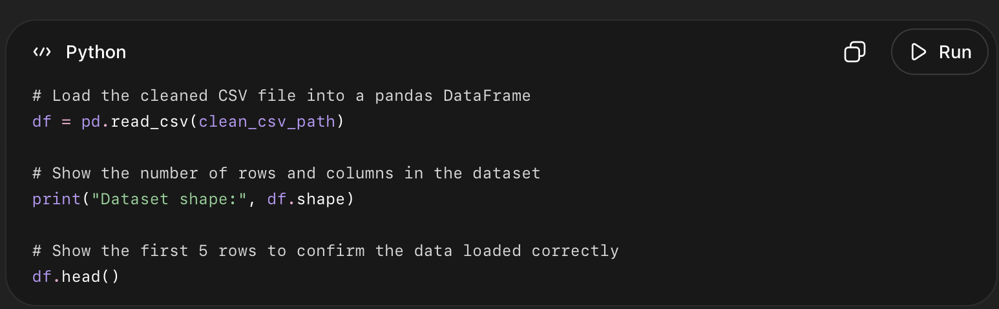 Python
Run
# Load the cleaned CSV file into a pandas DataFrame
df = pd.read_csv(clean_csv_path)
# Show the number of rows and columns in the dataset
print("Dataset shape:", df.shape)
# Show the first 5 rows to confirm the data loaded correctly
df.head()